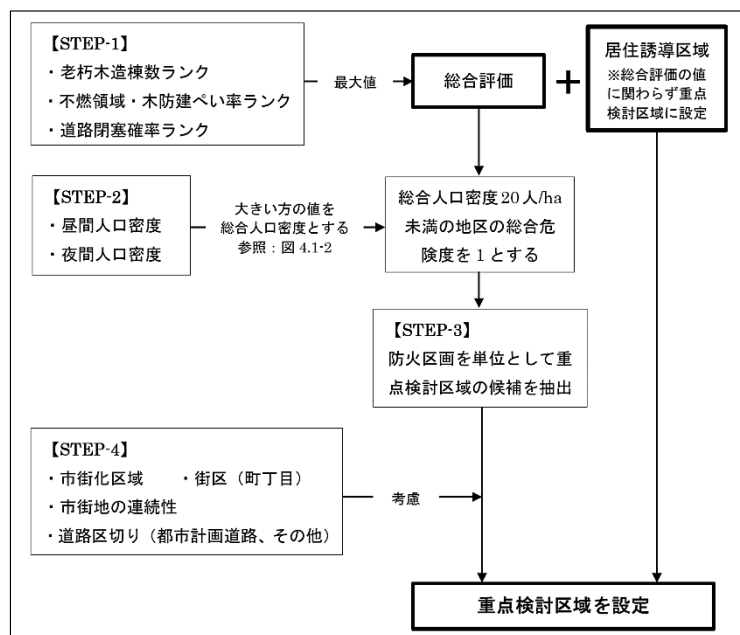 【STEP-1】
・老朽木造棟数ランク
・不燃領域・木防建ぺい率ランク
・道路閉塞確率ランク
最大値
総合評価
+
居住誘導区域
※総合評価の値
に関わらず重点
検討区域に設定
【STEP-2】
・昼間人口密度
・夜間人口密度
大きい方の値を
総合人口密度とする
参照：図 4.1-2
総合人口密度 20 人/ha
未満の地区の総合危
険度を 1 とする
【STEP-3】
防火区画を単位として重
点検討区域の候補を抽出
【STEP-4】
・市街化区域　・街区（町丁目）
・市街地の連続性
・道路区切り（都市計画道路、その他）
考慮
重点検討区域を設定